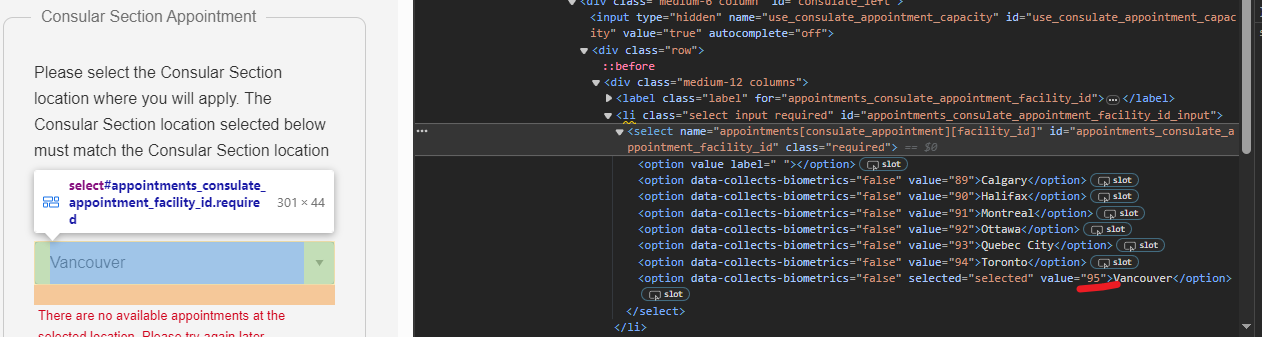 Consular Section Appointment
Please select the Consular Section
location where you will apply. The
Consular Section location selected below
must match the Consular Section location
select#appointments_consulate_
appointment_facility_id.require
d
301 × 44
Vancouver
There are no available appointments at the
selected location. Please try again later.
<div class="medium-6 column" id="consulate_left">
<input type="hidden" name="use_consulate_appointment_capacity" id="use_consulate_appointment_capac
ity" value="true" autocomplete="off">
<div class="row">
::before
<div class="medium-12 columns">
<label class="label" for="appointments_consulate_appointment_facility_id">…</label>
<li class="select input required" id="appointments_consulate_appointment_facility_id_input">
<select name="appointments[consulate_appointment][facility_id]" id="appointments_consulate_a
ppointment_facility_id" class="required"> == $0
<option value label=" "></option> slot
<option data-collects-biometrics="false" value="89">Calgary</option> slot
<option data-collects-biometrics="false" value="90">Halifax</option> slot
<option data-collects-biometrics="false" value="91">Montreal</option> slot
<option data-collects-biometrics="false" value="92">Ottawa</option> slot
<option data-collects-biometrics="false" value="93">Quebec City</option> slot
<option data-collects-biometrics="false" value="94">Toronto</option> slot
<option data-collects-biometrics="false" selected="selected" value="95">Vancouver</option>
slot
</select>
</li>